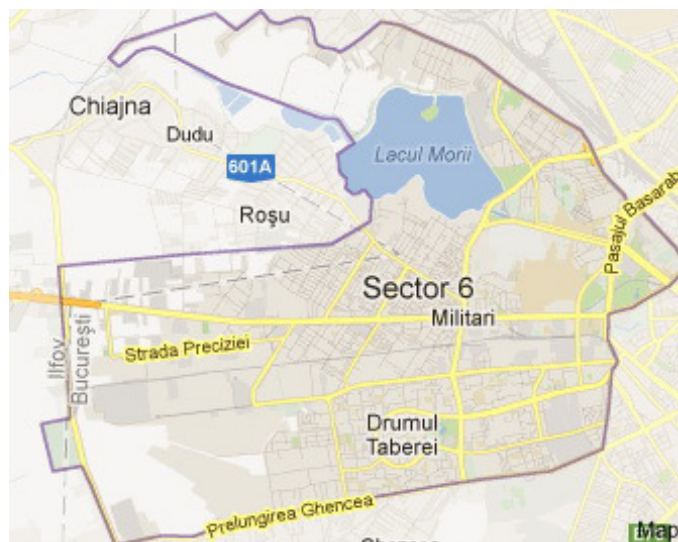 Chiajna
Dudu
601A
Lacul Morii
Roşu
Pasajul Basarab
Sector 6
Militari
Strada Preciziei
Ilfov
Bucureşti
Drumul
Taberei
Prelungirea Ghencea
Map